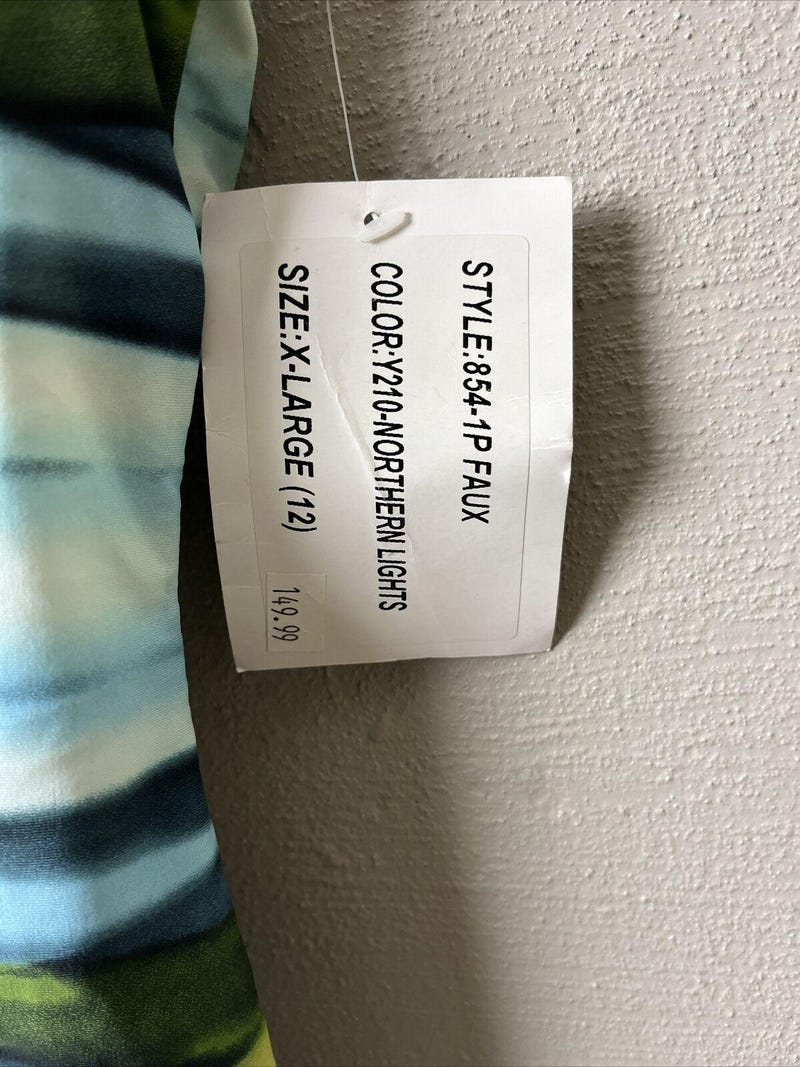 STYLE:854-1P FAUX
COLOR:Y210-NORTHERN LIGHTS
SIZE:X-LARGE (12)
149.99